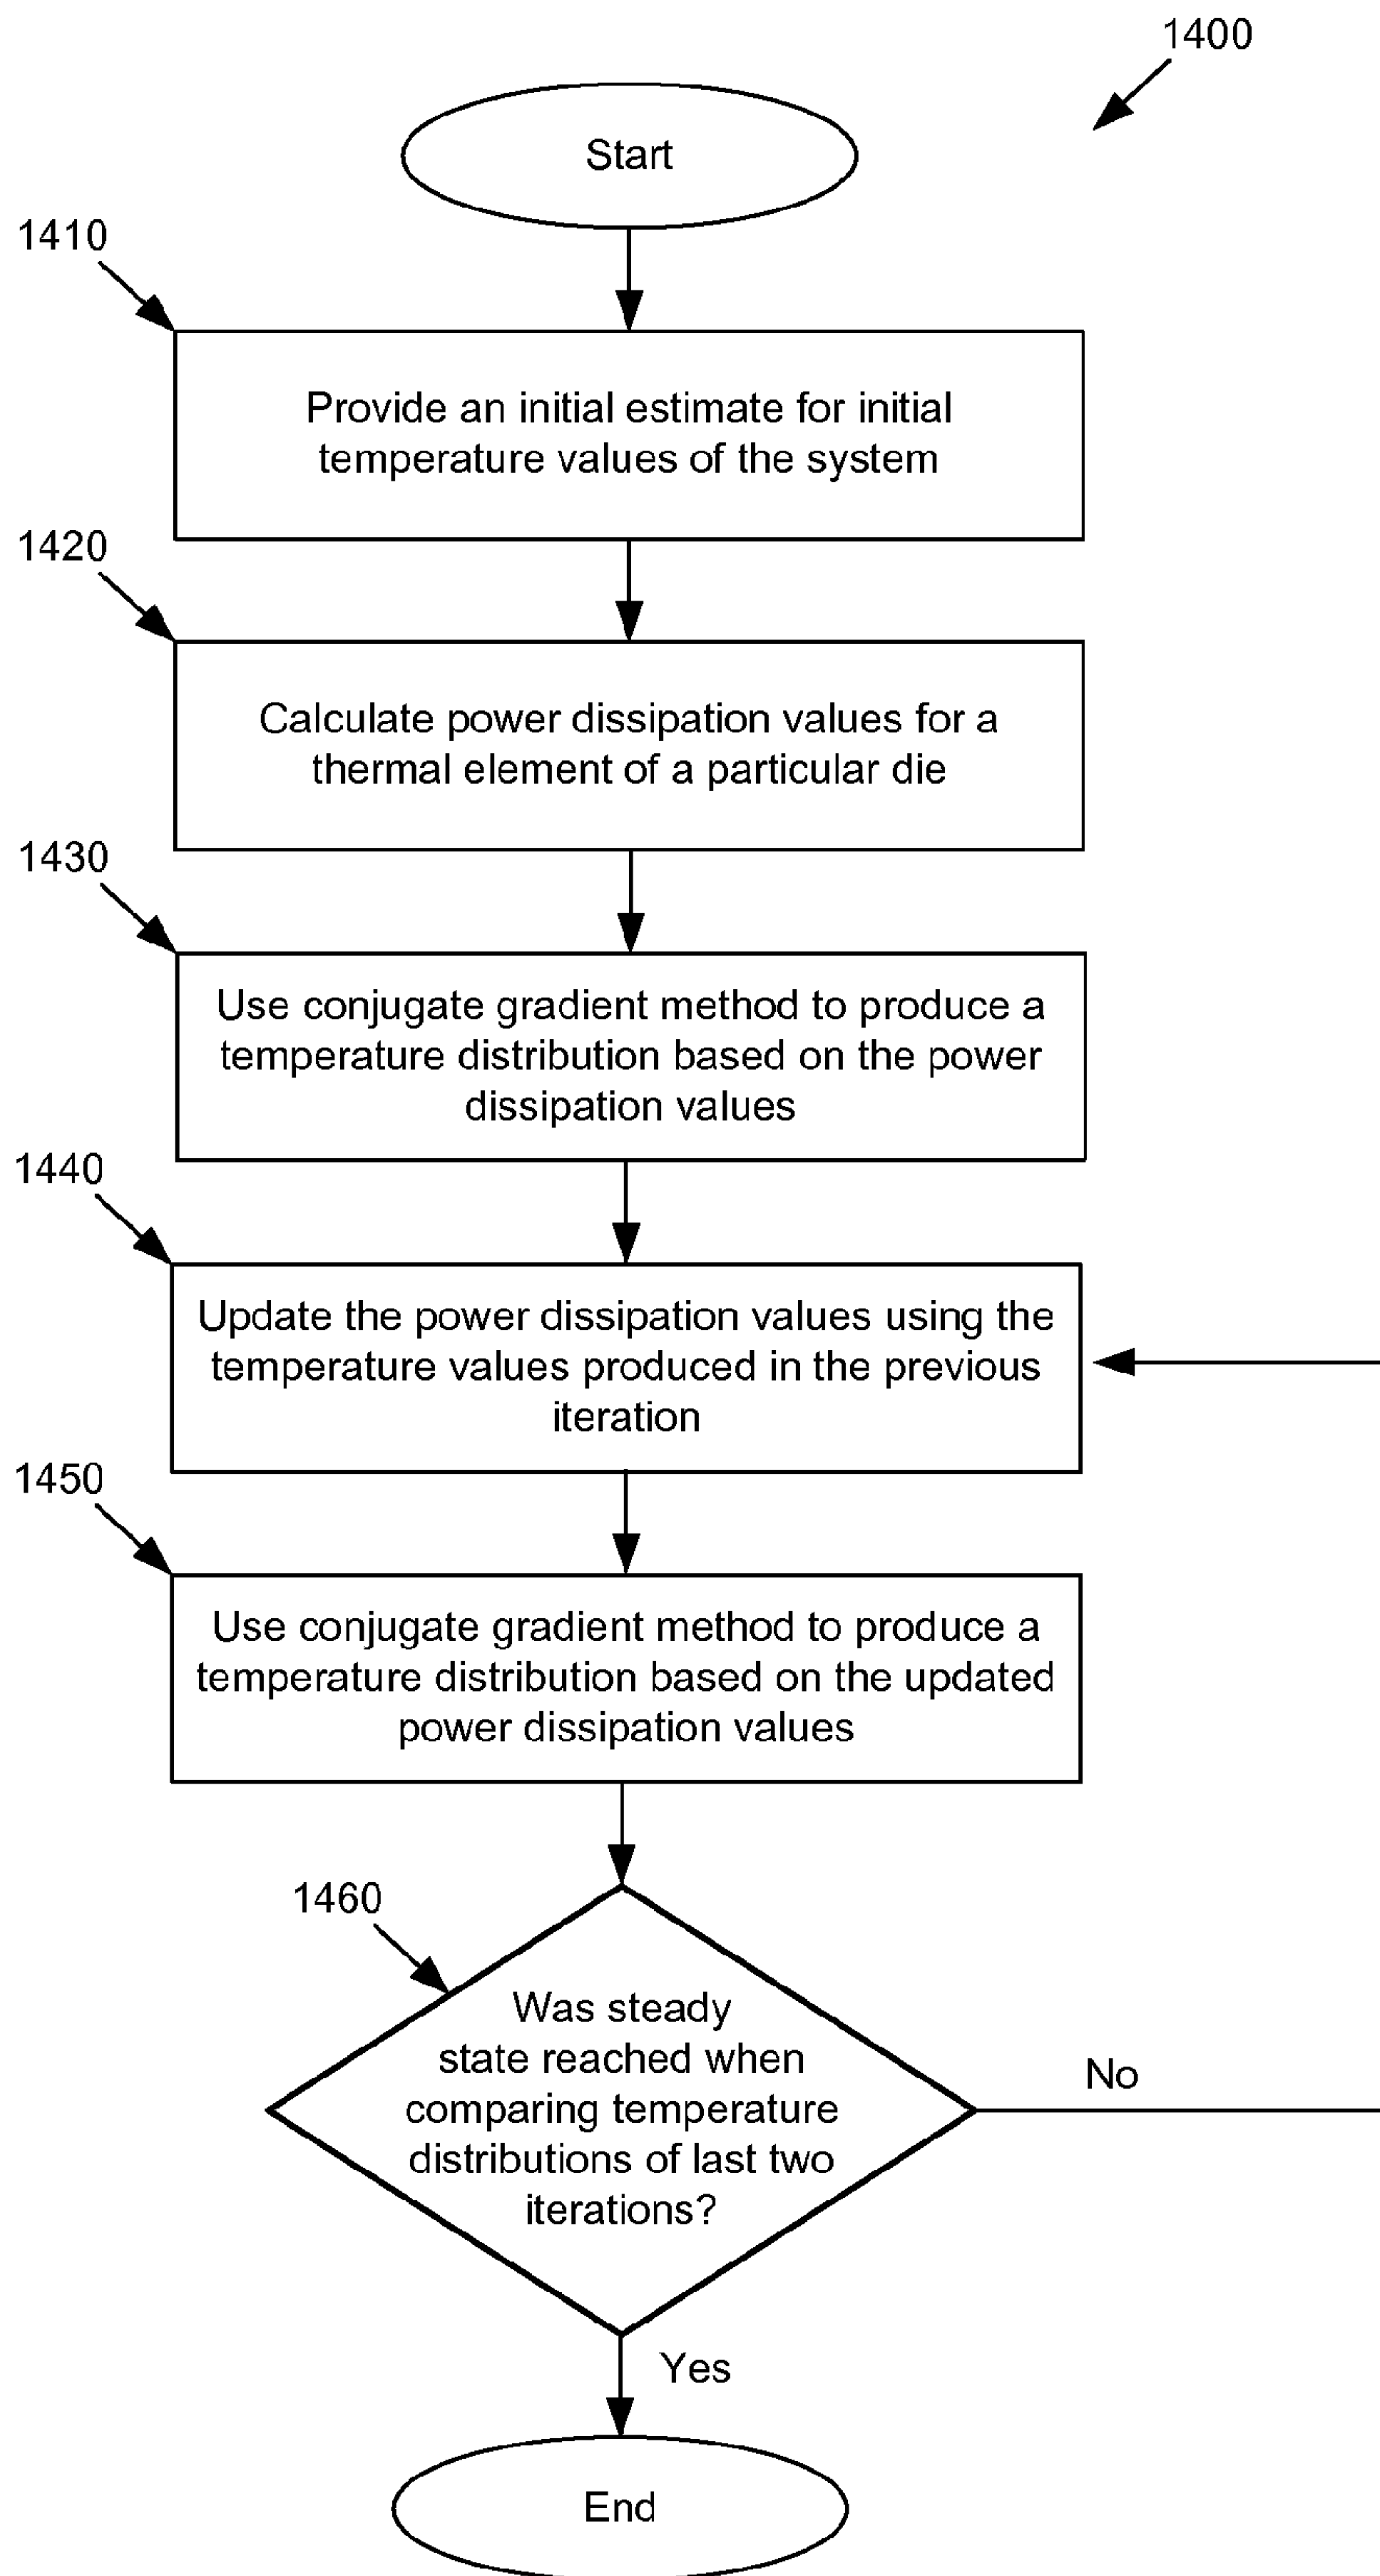 1400
Start
1410
Provide an initial estimate for initial
temperature values of the system
1420
Calculate power dissipation values for a
thermal element of a particular die
1430
Use conjugate gradient method to produce a
temperature distribution based on the power
dissipation values
1440
Update the power dissipation values using the
temperature values produced in the previous
iteration
1450
Use conjugate gradient method to produce a
temperature distribution based on the updated
power dissipation values
1460
Was steady
state reached when
comparing temperature
distributions of last two
iterations?
No
Yes
End